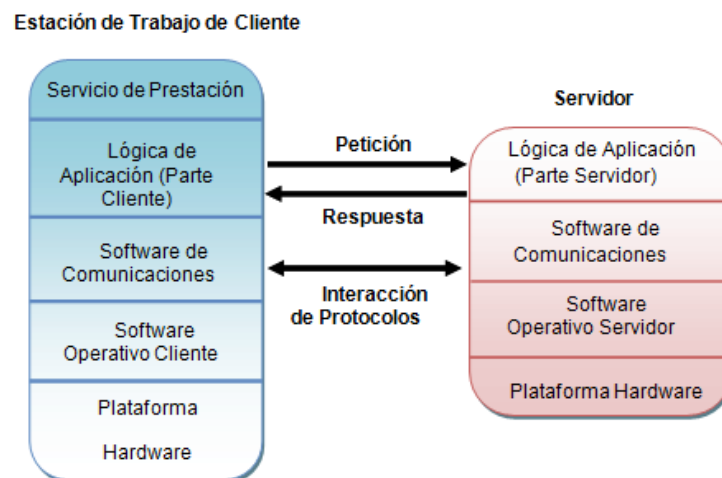 Estación de Trabajo de Cliente
Servicio de Prestación
Lógica de
Aplicación (Parte
Cliente)
Software de
Comunicaciones
Software
Operativo Cliente
Plataforma
Hardware
Petición
Respuesta
Interacción
de Protocolos
Servidor
Lógica de Aplicación
(Parte Servidor)
Software de
Comunicaciones
Software
Operativo Servidor
Plataforma Hardware